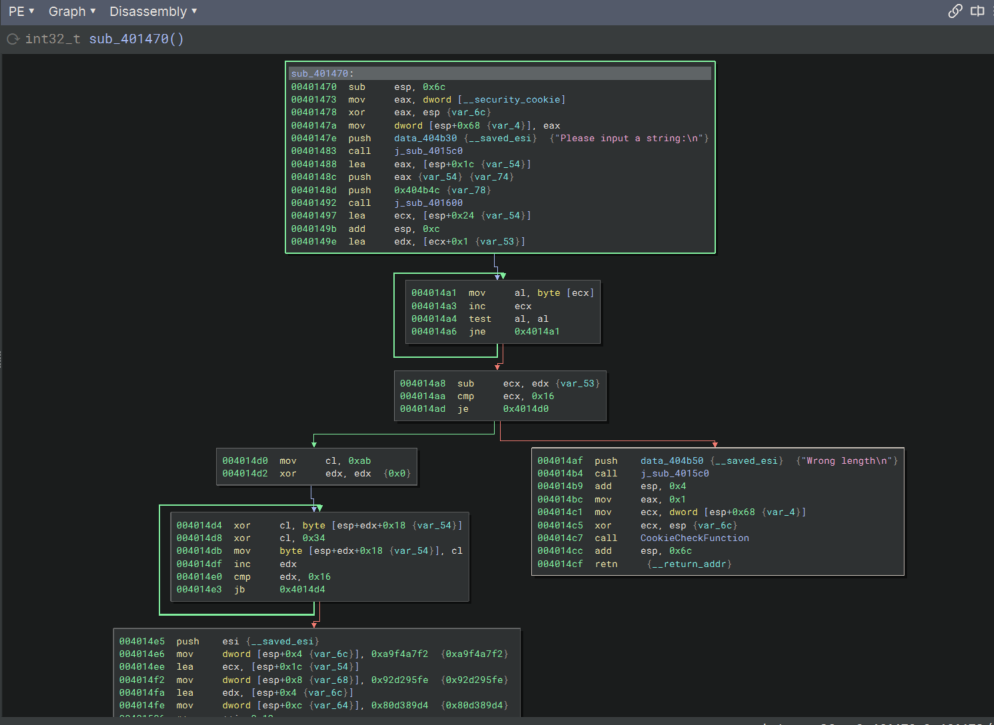 PE ▾ Graph ▾ Disassembly ▾
int32_t sub_401470()
sub_401470:
00401470 sub esp, 0x6c
00401473 mov eax, dword [__security_cookie]
00401478 xor eax, esp {var_6c}
0040147a mov dword [esp+0x68 {var_4}], eax
0040147e push data_404b30 {__saved_esi} {"Please input a string:\n"}
00401483 call j_sub_4015c0
00401488 lea eax, [esp+0x1c {var_54}]
0040148c push eax {var_54} {var_74}
0040148d push 0x404b4c {var_78}
00401492 call j_sub_401600
00401497 lea ecx, [esp+0x24 {var_54}]
0040149b add esp, 0xc
0040149e lea edx, [ecx+0x1 {var_53}]
004014a1 mov al, byte [ecx]
004014a3 inc ecx
004014a4 test al, al
004014a6 jne 0x4014a1
004014a8 sub ecx, edx {var_53}
004014aa cmp ecx, 0x16
004014ad je 0x4014d0
004014d0 mov cl, 0xab
004014d2 xor edx, edx {0x0}
004014d4 xor cl, byte [esp+edx+0x18 {var_54}]
004014d8 xor cl, 0x34
004014db mov byte [esp+edx+0x18 {var_54}], cl
004014df inc edx
004014e0 cmp edx, 0x16
004014e3 jb 0x4014d4
004014e5 push esi {__saved_esi}
004014e6 mov dword [esp+0x4 {var_6c}], 0xa9f4a7f2 {0xa9f4a7f2}
004014ee lea ecx, [esp+0x1c {var_54}]
004014f2 mov dword [esp+0x8 {var_68}], 0x92d295fe {0x92d295fe}
004014fa lea edx, [esp+0x4 {var_6c}]
004014fe mov dword [esp+0xc {var_64}], 0x80d389d4 {0x80d389d4}
004014af push data_404b50 {__saved_esi} {"Wrong length\n"}
004014b4 call j_sub_4015c0
004014b9 add esp, 0x4
004014bc mov eax, 0x1
004014c1 mov ecx, dword [esp+0x68 {var_4}]
004014c5 xor ecx, esp {var_6c}
004014c7 call CookieCheckFunction
004014cc add esp, 0x6c
004014cf retn {__return_addr}